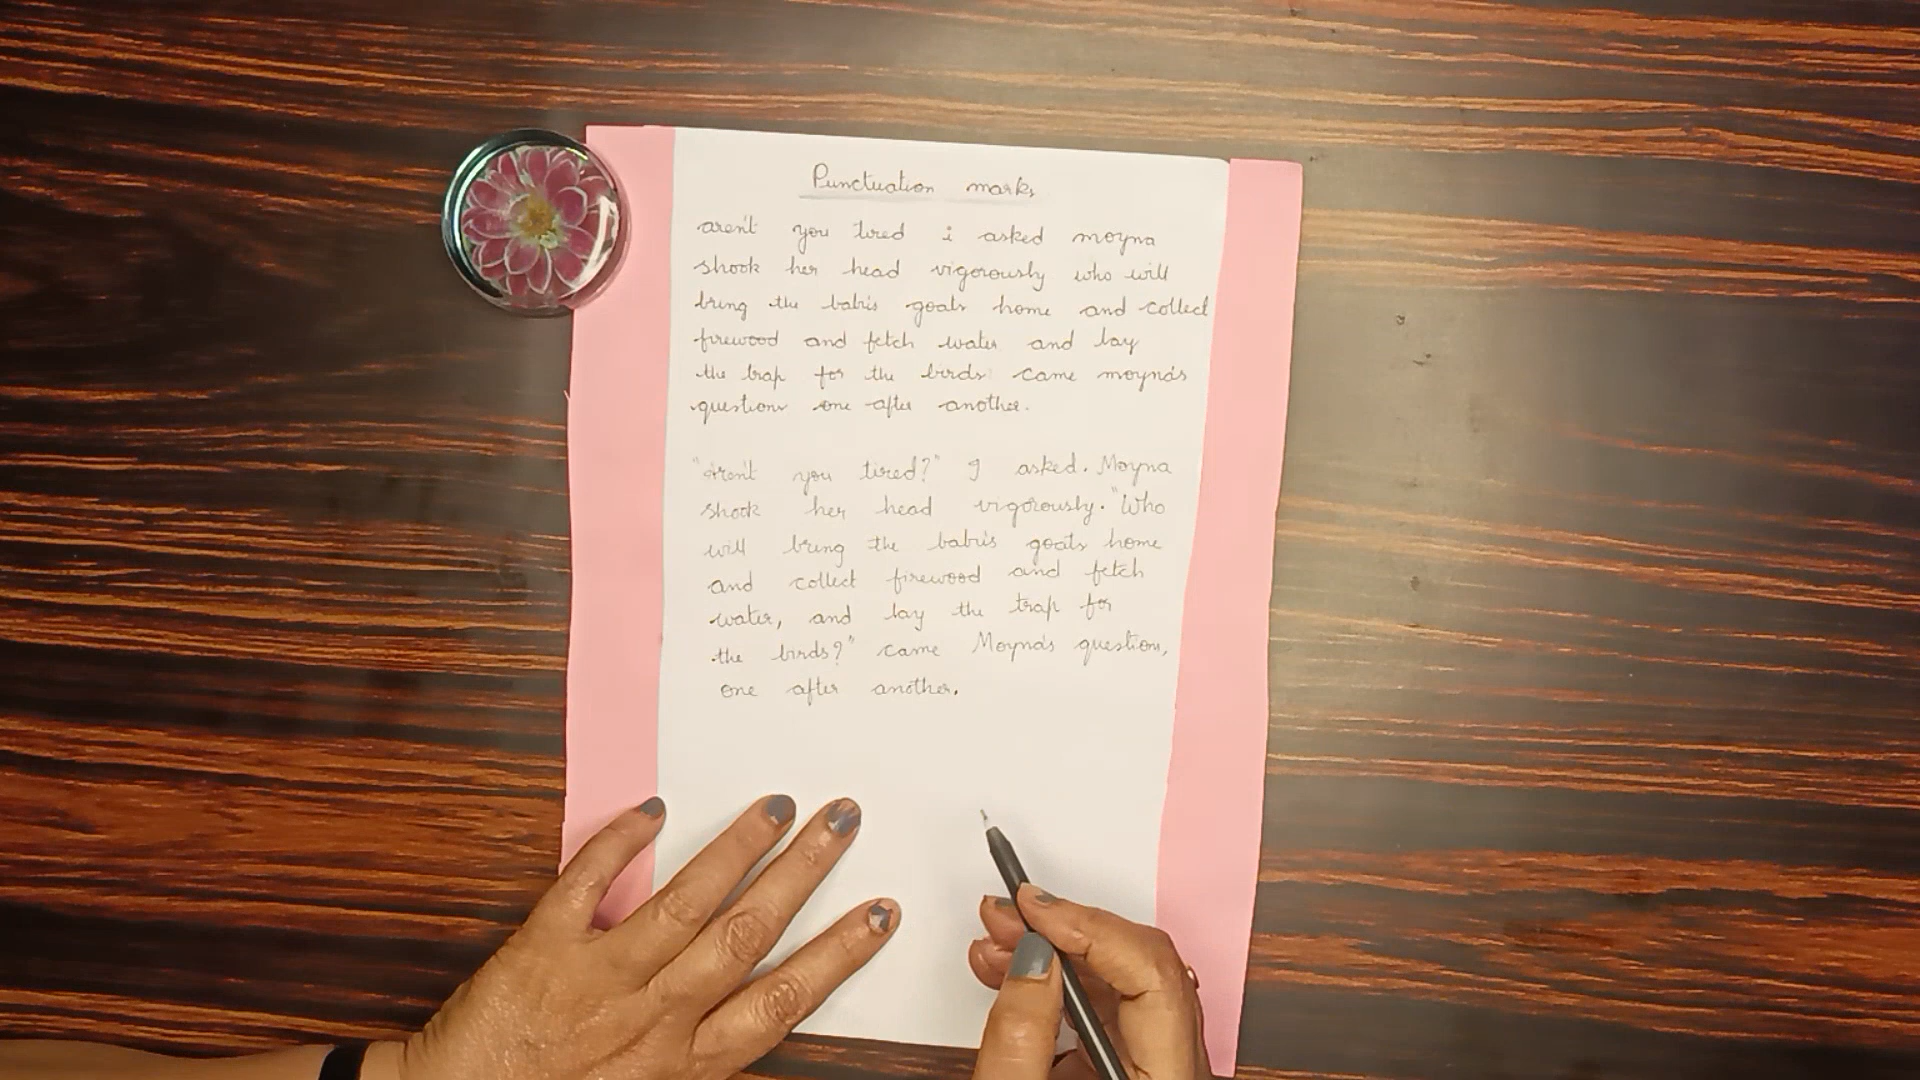 Punctuation marks
aren't you tired i asked moyna
shook her head vigorously who will
bring the babu's goats home and collect
firewood and fetch water and lay
the trap for the birds came moyna's
questions one after another.
"Aren't you tired?" I asked. Moyna
shook her head vigorously. "Who
will bring the babu's goats home
and collect firewood and fetch
water, and lay the trap for
the birds?" came Moyna's question,
one after another.